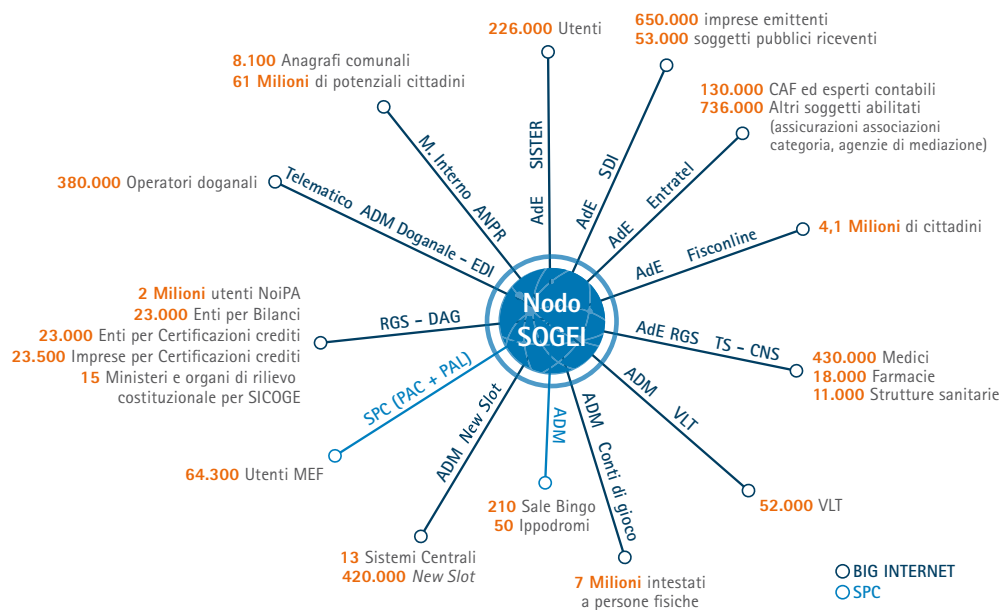 226.000 Utenti
650.000 imprese emittenti
53.000 soggetti pubblici riceventi
8.100 Anagrafi comunali
61 Milioni di potenziali cittadini
130.000 CAF ed esperti contabili
736.000 Altri soggetti abilitati
(assicurazioni associazioni
categoria, agenzie di mediazione)
380.000 Operatori doganali
4,1 Milioni di cittadini
Telematico ADM Doganale - EDI
M. Interno ANPR
AdE SISTER
AdE SDI
AdE Entratel
AdE Fisconline
Nodo
SOGEI
RGS - DAG
2 Milioni utenti NoiPA
23.000 Enti per Bilanci
23.000 Enti per Certificazioni crediti
23.500 Imprese per Certificazioni crediti
15 Ministeri e organi di rilievo
costituzionale per SICOGE
AdE RGS TS - CNS
430.000 Medici
18.000 Farmacie
11.000 Strutture sanitarie
SPC (PAC + PAL)
64.300 Utenti MEF
ADM New Slot
13 Sistemi Centrali
420.000 New Slot
ADM
210 Sale Bingo
50 Ippodromi
ADM Conti di gioco
7 Milioni intestati
a persone fisiche
ADM VLT
52.000 VLT
BIG INTERNET
SPC